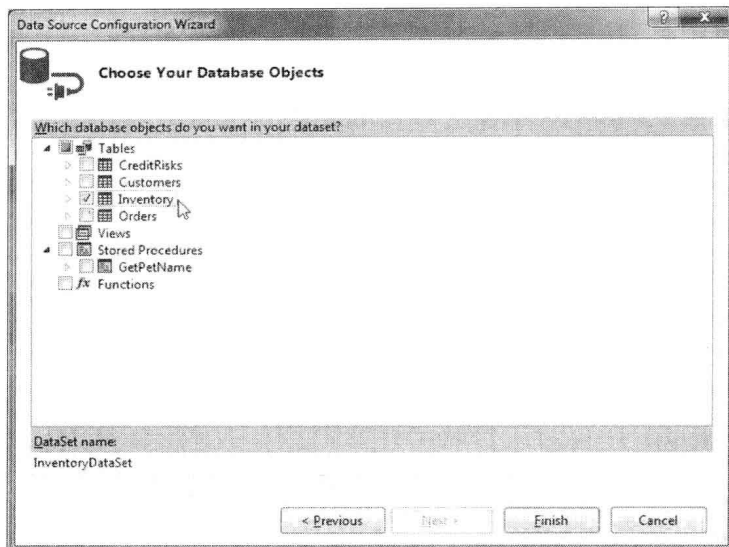 Data Source Configuration Wizard
Choose Your Database Objects
Which database objects do you want in your dataset?
Tables
CreditRisks
Customers
Inventory
Orders
Views
Stored Procedures
GetPetName
fx Functions
DataSet name:
InventoryDataSet
< Previous
Next >
Finish
Cancel